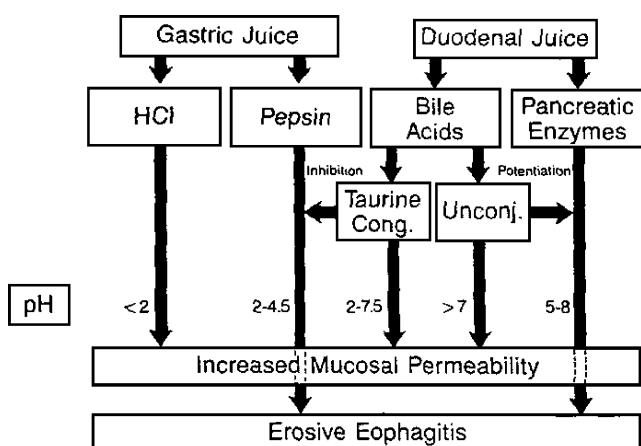 Gastric Juice
Duodenal Juice
HCl
Pepsin
Bile
Acids
Pancreatic
Enzymes
Inhibition
Potentiation
Taurine
Cong.
Unconj.
pH
<2
2-4.5
2-7.5
>7
5-8
Increased Mucosal Permeability
Erosive Eophagitis